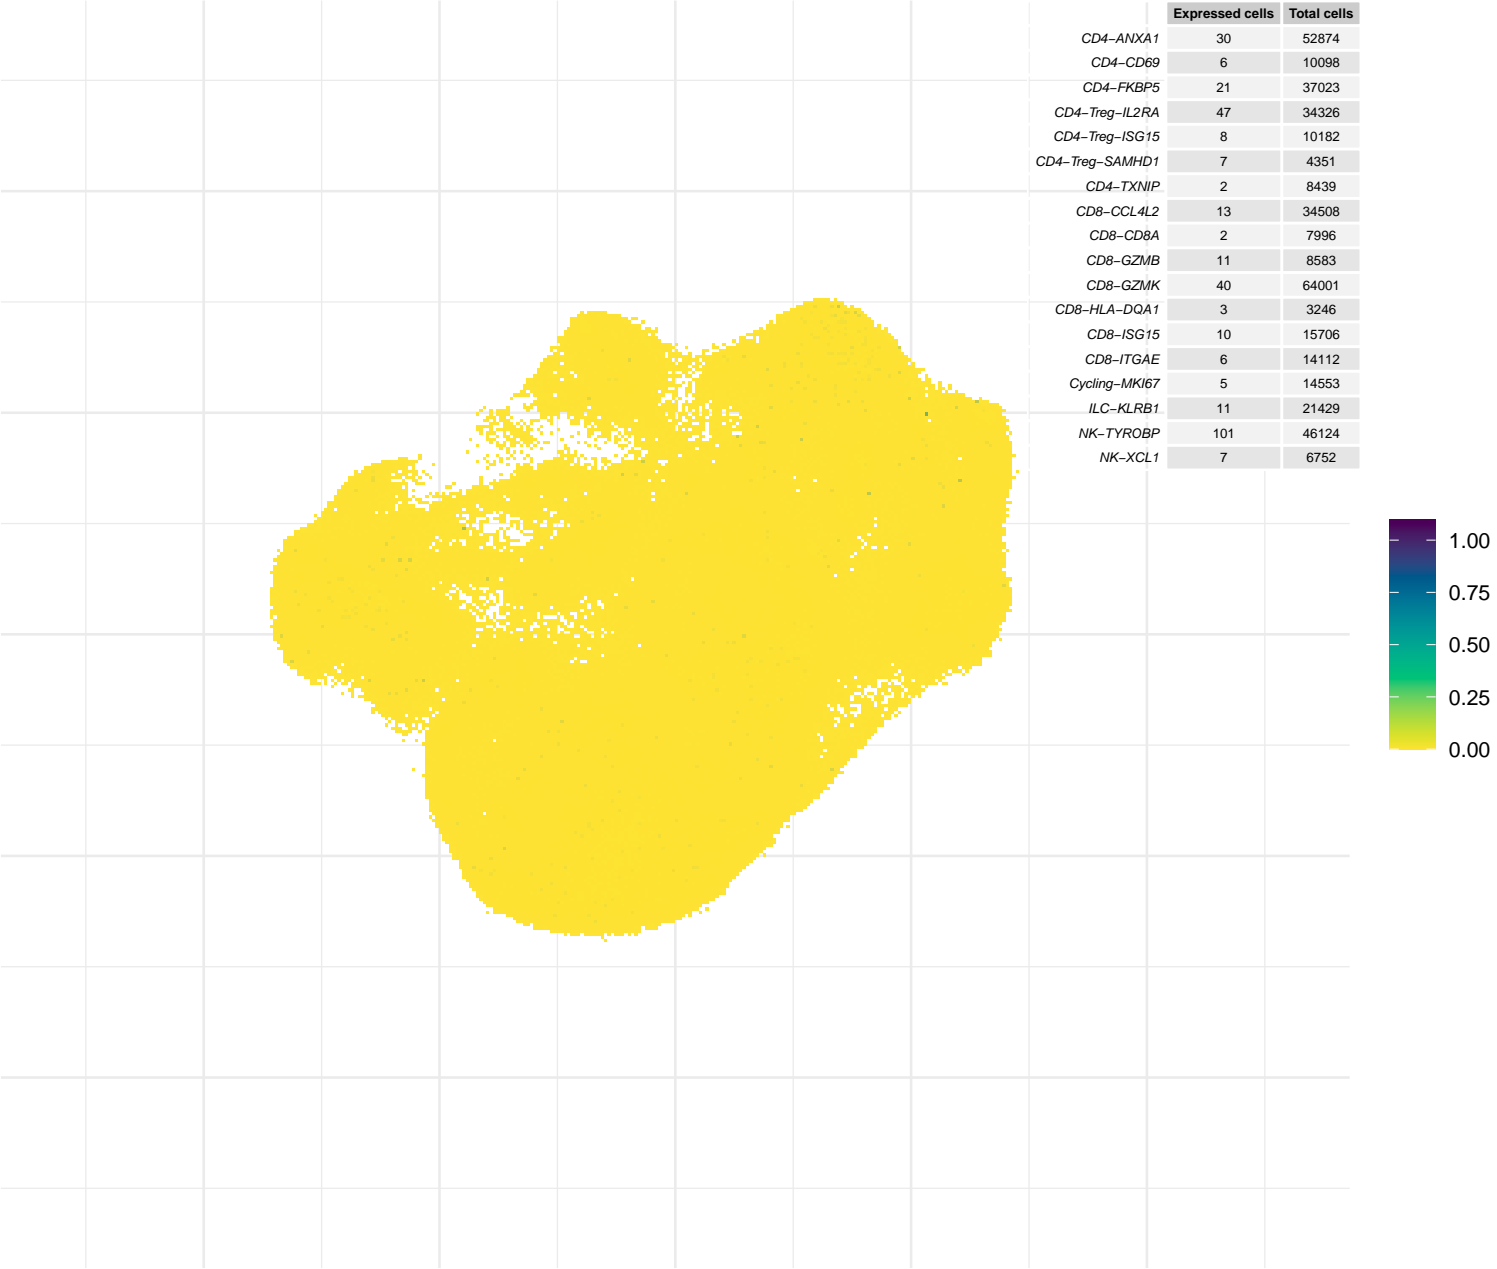 Expressed cells Total cells
CD4−ANXA1 30 52874
CD4−CD69 6 10098
CD4−FKBP5 21 37023
CD4−Treg−IL2RA 47 34326
CD4−Treg−ISG15 8 10182
CD4−Treg−SAMHD1 7 4351
CD4−TXNIP 2 8439
CD8−CCL4L2 13 34508
CD8−CD8A 2 7996
CD8−GZMB 11 8583
CD8−GZMK 40 64001
CD8−HLA−DQA1 3 3246
CD8−ISG15 10 15706
CD8−ITGAE 6 14112
Cycling−MKI67 5 14553
ILC−KLRB1 11 21429
NK−TYROBP 101 46124
NK−XCL1 7 6752
1.00
0.75
0.50
0.25
0.00